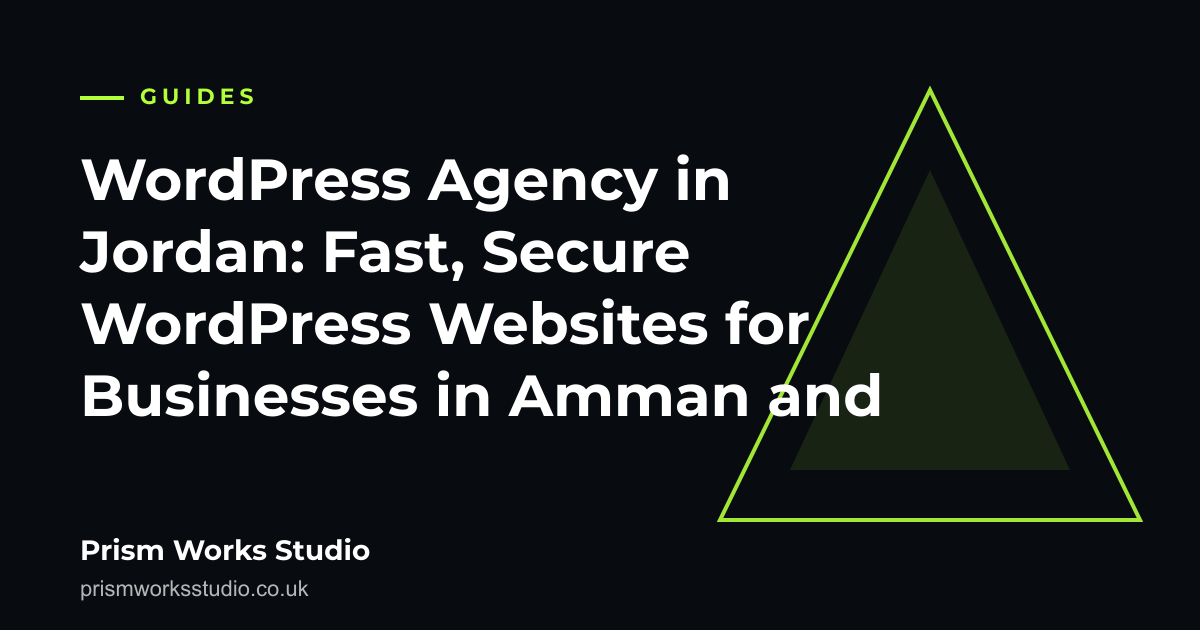 GUIDES
WordPress Agency in
Jordan: Fast, Secure
WordPress Websites for
Businesses in Amman and
Prism Works Studio
prismworksstudio.co.uk